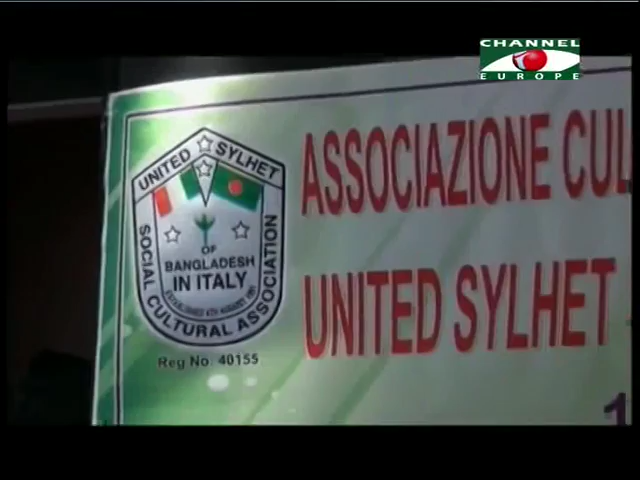 CHANNEL
EUROPE
ASSOCIAZIONE CUL
UNITED SYLHET
UNITED SYLHET
OF
BANGLADESH
IN ITALY
SOCIAL CULTURAL ASSOCIATION
Reg No: 40155